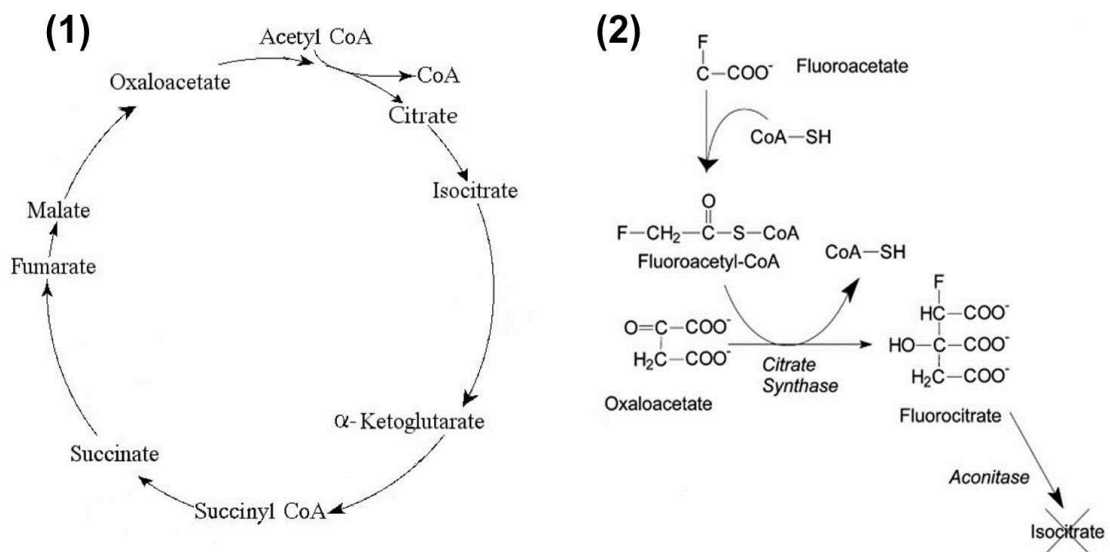 (1)
Acetyl CoA
CoA
Oxaloacetate
Citrate
Isocitrate
Malate
Fumarate
α-Ketoglutarate
Succinate
Succinyl CoA
(2)
F
C—COO⁻
Fluoroacetate
CoA—SH
O
F—CH₂—C—S—CoA
Fluoroacetyl-CoA
CoA—SH
O=C—COO⁻
H₂C—COO⁻
Oxaloacetate
Citrate
Synthase
F
HC—COO⁻
HO—C—COO⁻
H₂C—COO⁻
Fluorocitrate
Aconitase
Isocitrate